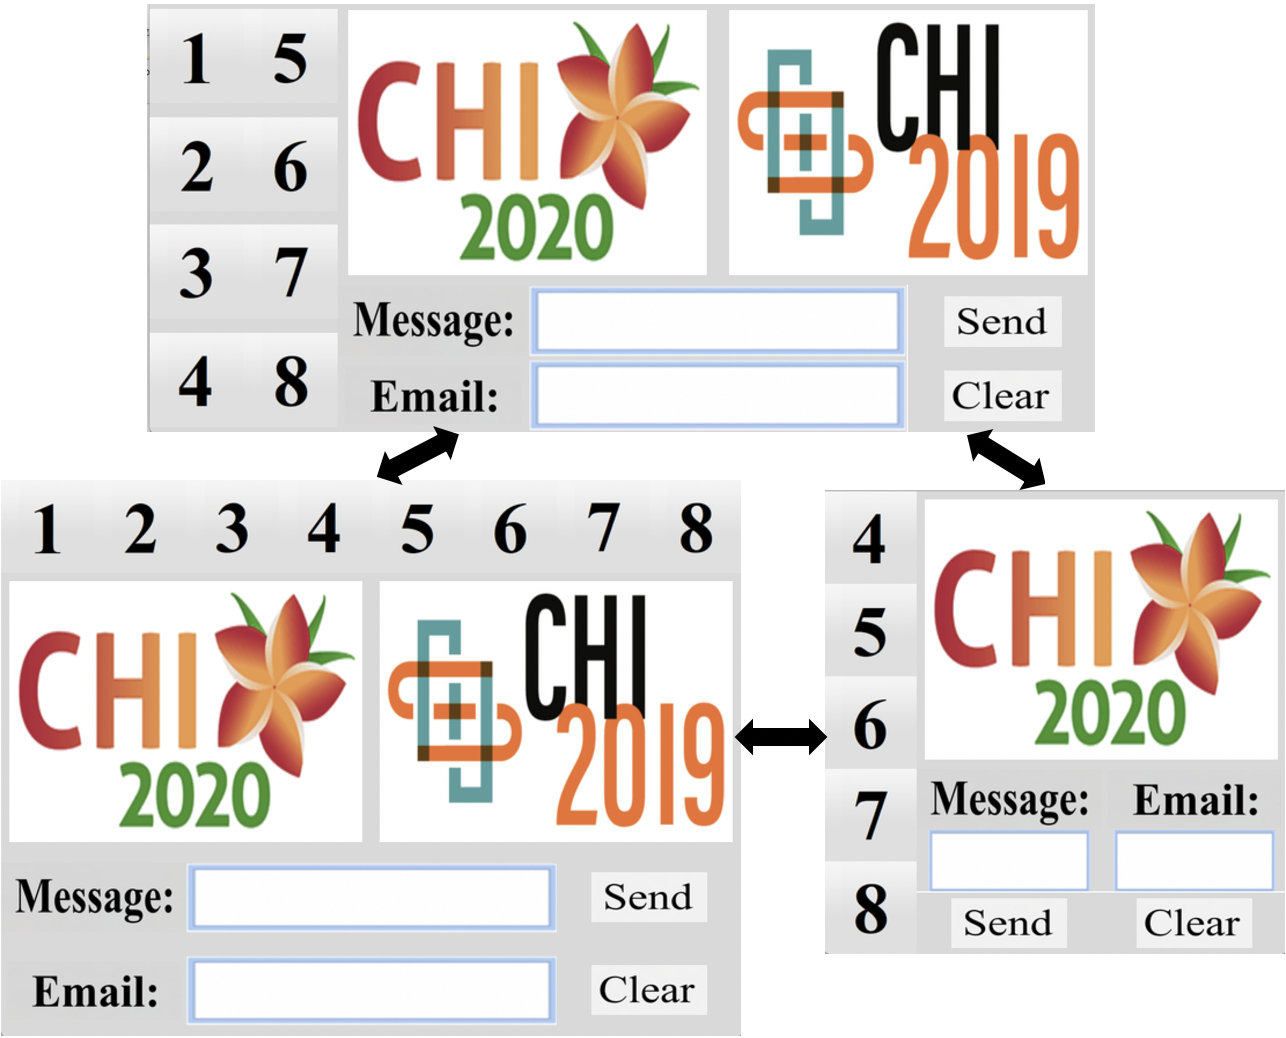 1 5
2 6
3 7
4 8
CHI
2020
CHI
2019
Message:
Send
Email:
Clear
1 2 3 4 5 6 7 8
CHI
2020
CHI
2019
Message:
Send
Email:
Clear
4
5
6
7
8
CHI
2020
Message: Email:
Send Clear